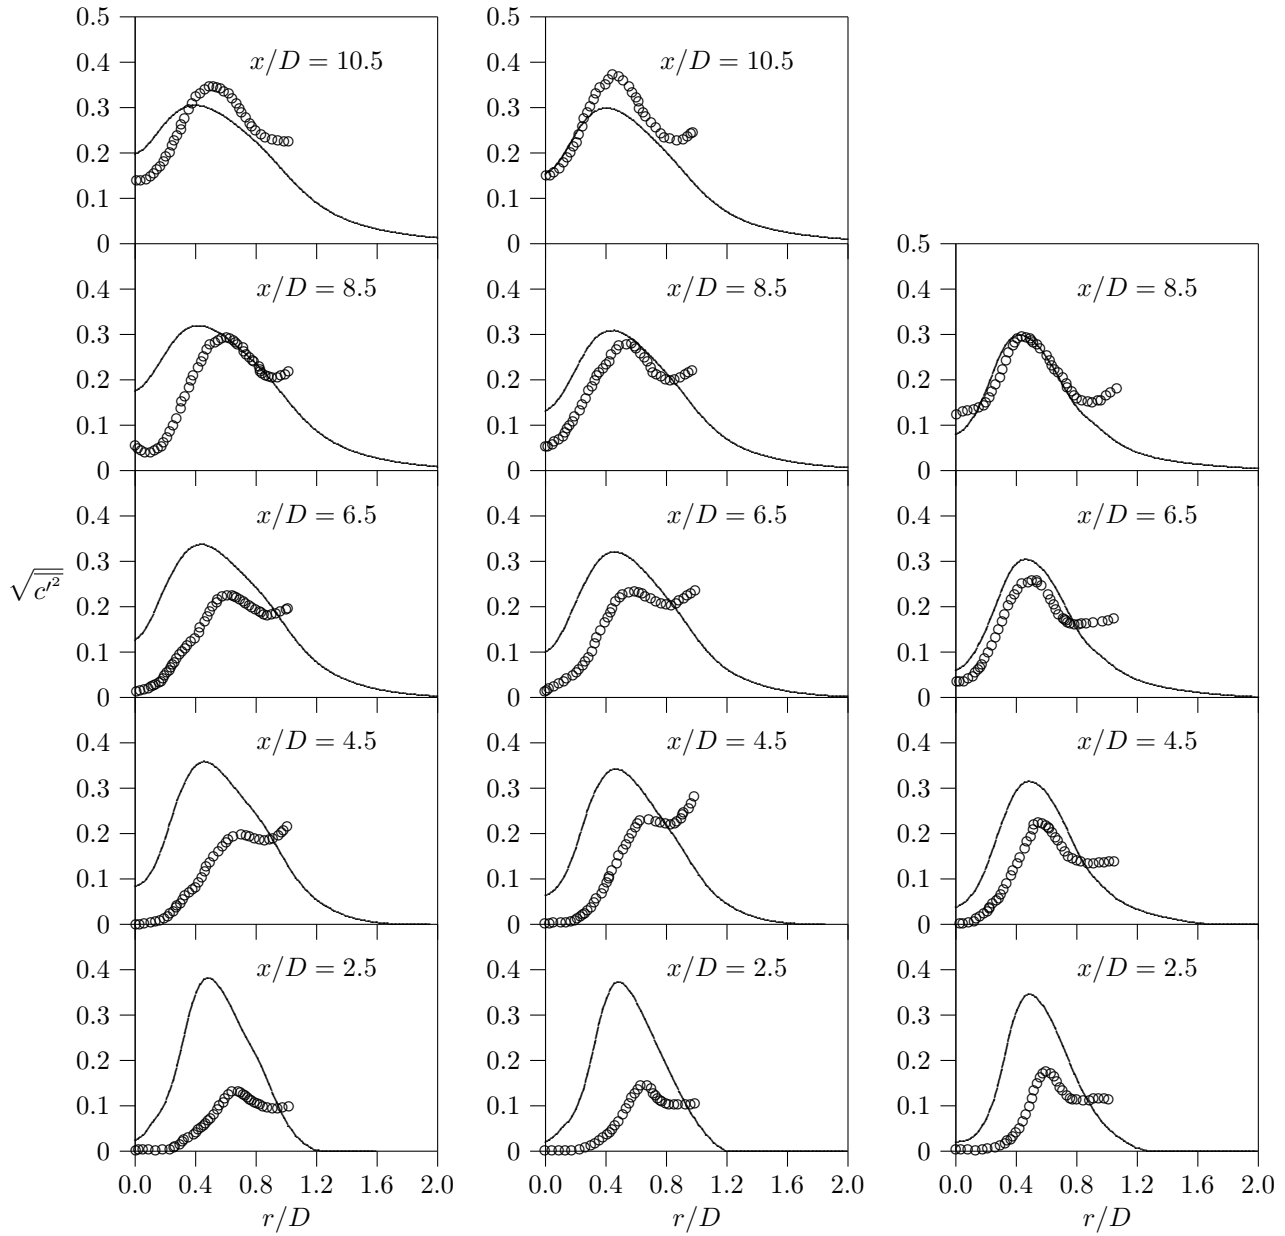 0.5 0.5
x/D = 10.5 x/D = 10.5
0.4 0.4
0.3 0.3
0.2 0.2
0.1 0.1
0 0 0.5
x/D = 8.5 x/D = 8.5 x/D = 8.5
0.4 0.4 0.4
0.3 0.3 0.3
0.2 0.2 0.2
0.1 0.1 0.1
0 0 0
x/D = 6.5 x/D = 6.5 x/D = 6.5
0.4 0.4 0.4
0.3 0.3 0.3
√c′²
0.2 0.2 0.2
0.1 0.1 0.1
0 0 0
x/D = 4.5 x/D = 4.5 x/D = 4.5
0.4 0.4 0.4
0.3 0.3 0.3
0.2 0.2 0.2
0.1 0.1 0.1
0 0 0
x/D = 2.5 x/D = 2.5 x/D = 2.5
0.4 0.4 0.4
0.3 0.3 0.3
0.2 0.2 0.2
0.1 0.1 0.1
0 0 0
0.0 0.4 0.8 1.2 1.6 2.0 0.0 0.4 0.8 1.2 1.6 2.0 0.0 0.4 0.8 1.2 1.6 2.0
r/D r/D r/D